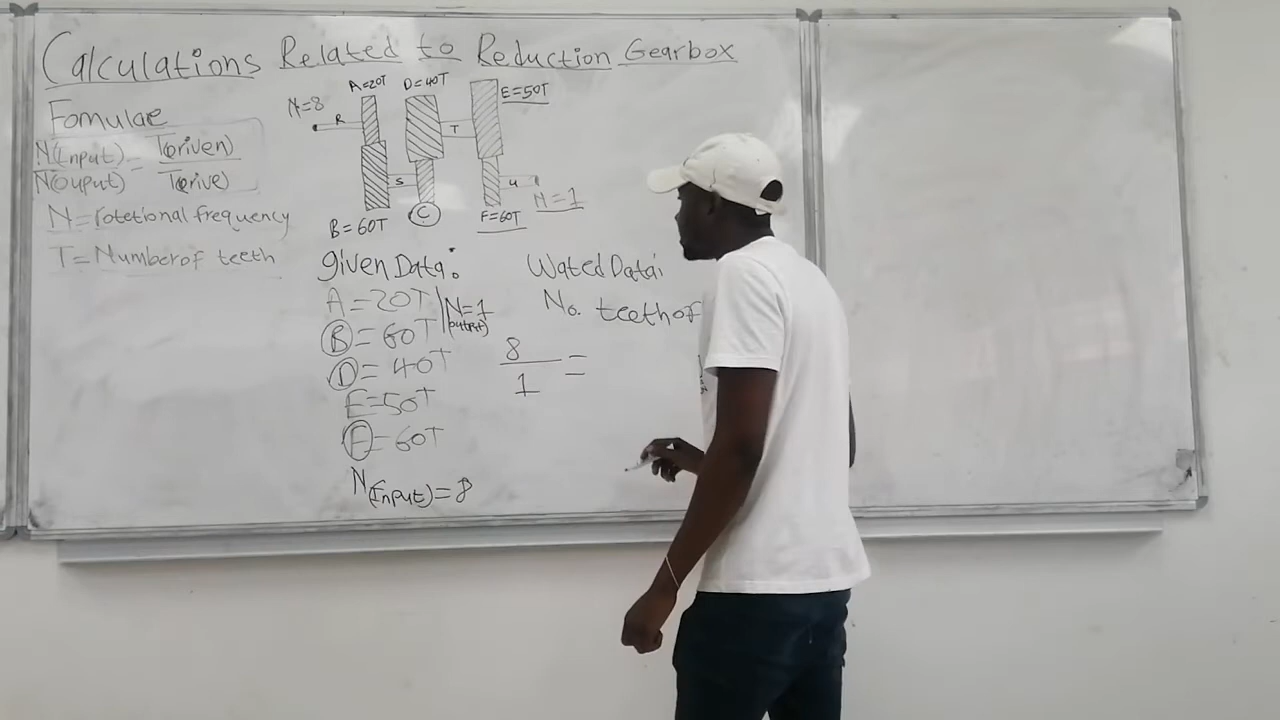 Calculations Related to Reduction Gearbox
Fomulae
N(Input) = T(Driven)
N(Ouput) T(Drive)
N=rotetional frequency
T=Number of teeth
A=20T D=40T E=50T
N=8 R T
S U N=1
B=60T C F=60T
given Data:
A=20T N=1
(output)
B=60T
D=40T
E=50T
F=60T
N(Input)=8
Wated Data:
No. teeth of
8
=
1